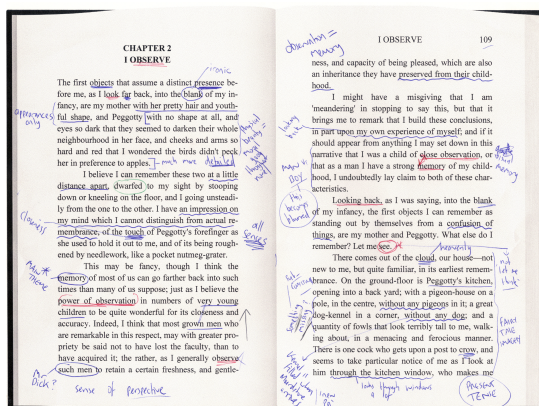 CHAPTER 2
I OBSERVE
ironic
The first objects that assume a distinct presence be-
fore me, as I look far back, into the blank of my in-
fancy, are my mother with her pretty hair and youth-
ful shape, and Peggotty with no shape at all, and
eyes so dark that they seemed to darken their whole
neighbourhood in her face, and cheeks and arms so
hard and red that I wondered the birds didn't peck
her in preference to apples.
appearances
only
much more detailed
I believe I can remember these two at a little
distance apart, dwarfed to my sight by stooping
down or kneeling on the floor, and I going unsteadi-
ly from the one to the other. I have an impression on
my mind which I cannot distinguish from actual re-
membrance, of the touch of Peggotty's forefinger as
she used to hold it out to me, and of its being rough-
ened by needlework, like a pocket nutmeg-grater.
closeness
all
senses
This may be fancy, though I think the
memory of most of us can go farther back into such
times than many of us suppose; just as I believe the
power of observation in numbers of very young
children to be quite wonderful for its closeness and
accuracy. Indeed, I think that most grown men who
are remarkable in this respect, may with greater pro-
priety be said not to have lost the faculty, than to
have acquired it; the rather, as I generally observe
such men to retain a certain freshness, and gentle-
THEME
Mr
Dick?
sense of perspective
I OBSERVE
109
observation =
memory
ness, and capacity of being pleased, which are also
an inheritance they have preserved from their child-
hood.
I might have a misgiving that I am
'meandering' in stopping to say this, but that it
brings me to remark that I build these conclusions,
in part upon my own experience of myself; and if it
should appear from anything I may set down in this
narrative that I was a child of close observation, or
that as a man I have a strong memory of my child-
hood, I undoubtedly lay claim to both of these char-
acteristics.
looking back
memory
BOY
Looking back, as I was saying, into the blank
of my infancy, the first objects I can remember as
standing out by themselves from a confusion of
things, are my mother and Peggotty. What else do I
remember? Let me see.
heavenly
There comes out of the cloud, our house—not
new to me, but quite familiar, in its earliest remem-
brance. On the ground-floor is Peggotty's kitchen,
opening into a back yard; with a pigeon-house on
a pole, in the centre, without any pigeons in it; a great
dog-kennel in a corner, without any dog; and a
quantity of fowls that look terribly tall to me, walk-
ing about, in a menacing and ferocious manner.
There is one cock who gets upon a post to crow, and
seems to take particular notice of me as I look at
him through the kitchen window, who makes me
looks through windows
a lot
PRESENT
TENSE